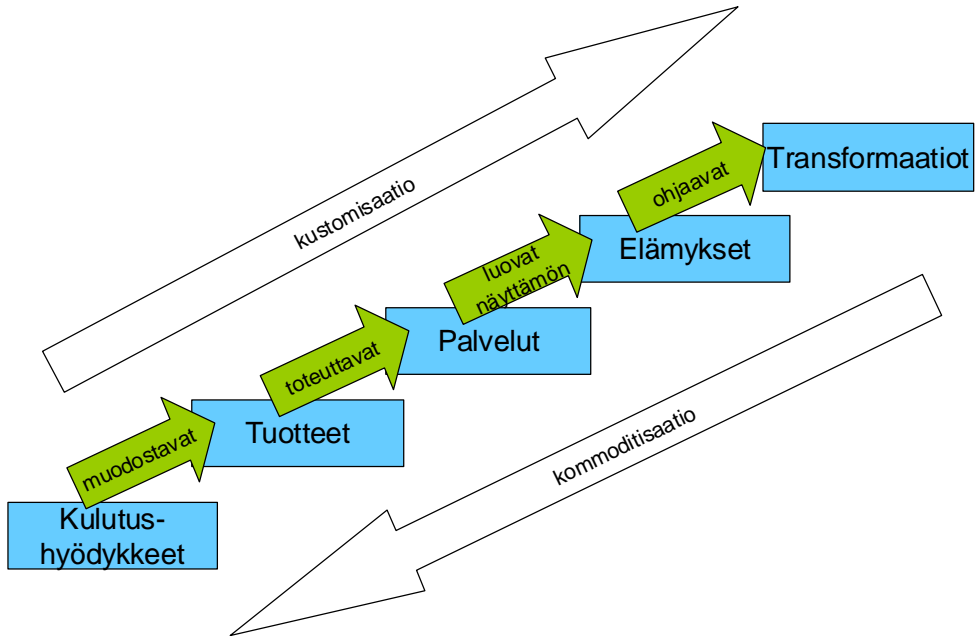 kustomisaatio
Transformaatiot
ohjaavat
Elämykset
luovat
näyttämön
Palvelut
toteuttavat
Tuotteet
muodostavat
Kulutus-
hyödykkeet
kommoditisaatio